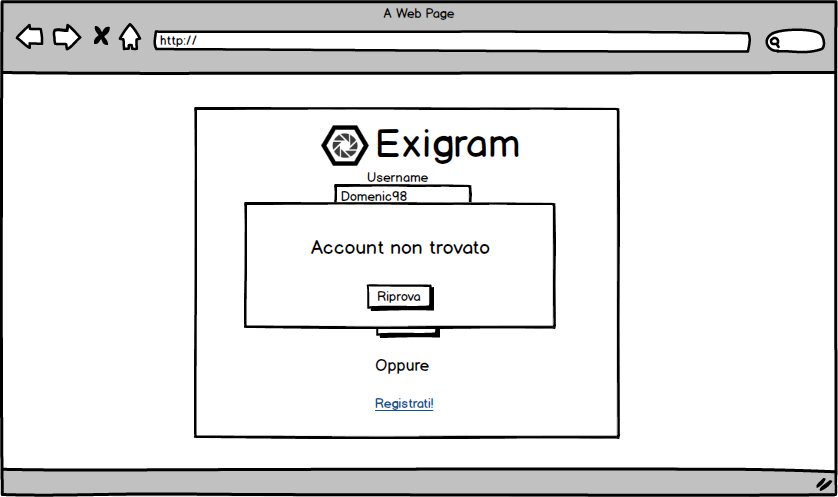 A Web Page
http://
Exigram
Username
Domenic98
Account non trovato
Riprova
Oppure
Registrati!